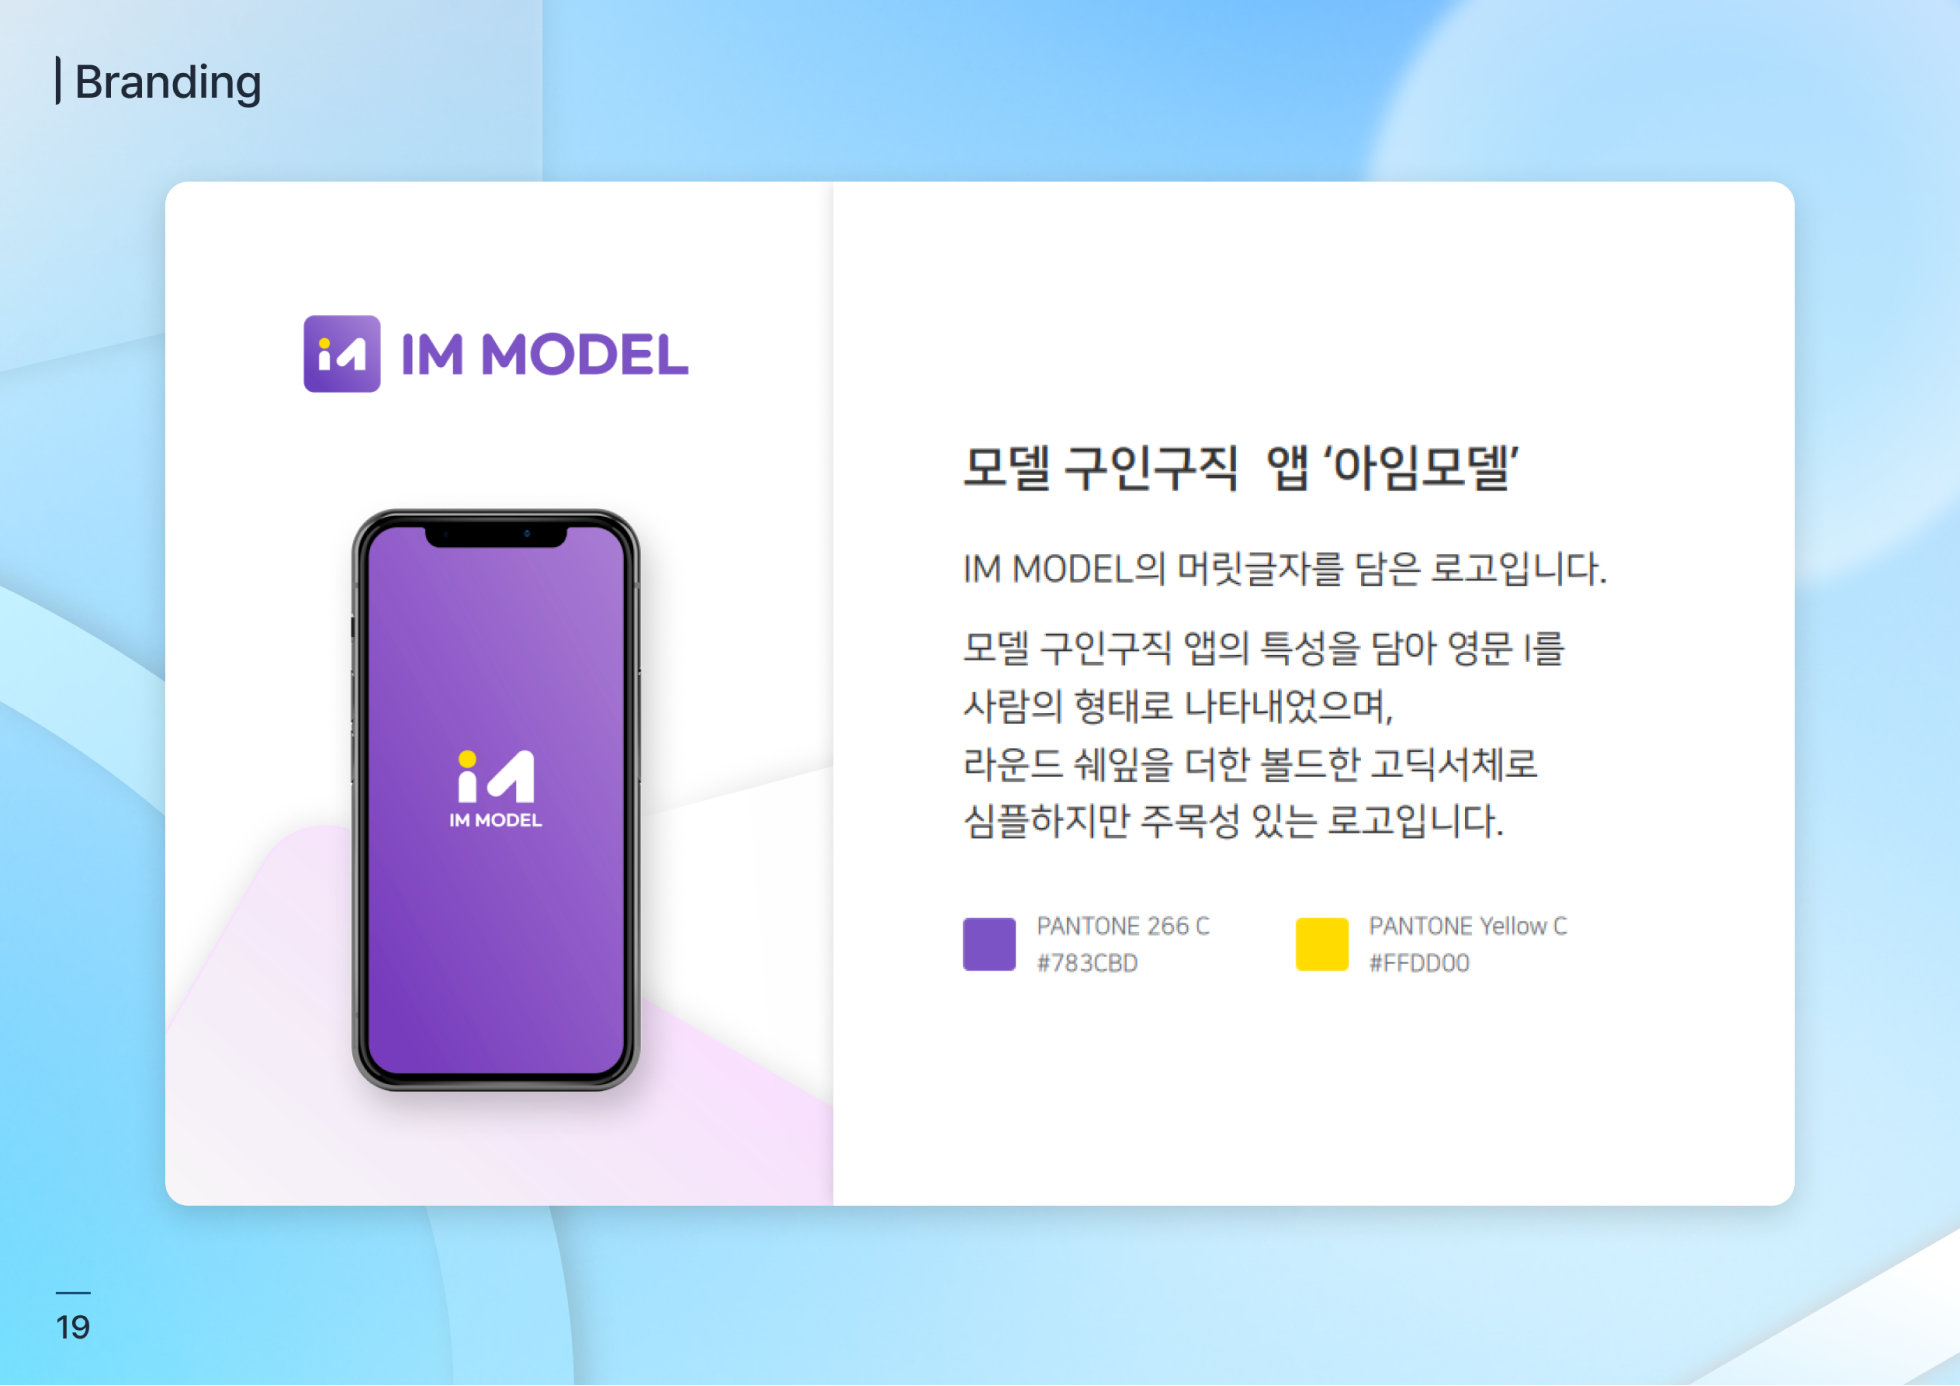 Branding
IM MODEL
IM MODEL
모델 구인구직 앱 ‘아임모델’
IM MODEL의 머릿글자를 담은 로고입니다.
모델 구인구직 앱의 특성을 담아 영문 I를
사람의 형태로 나타내었으며,
라운드 쉐잎을 더한 볼드한 고딕서체로
심플하지만 주목성 있는 로고입니다.
PANTONE 266 C
#783CBD
PANTONE Yellow C
#FFDD00
19